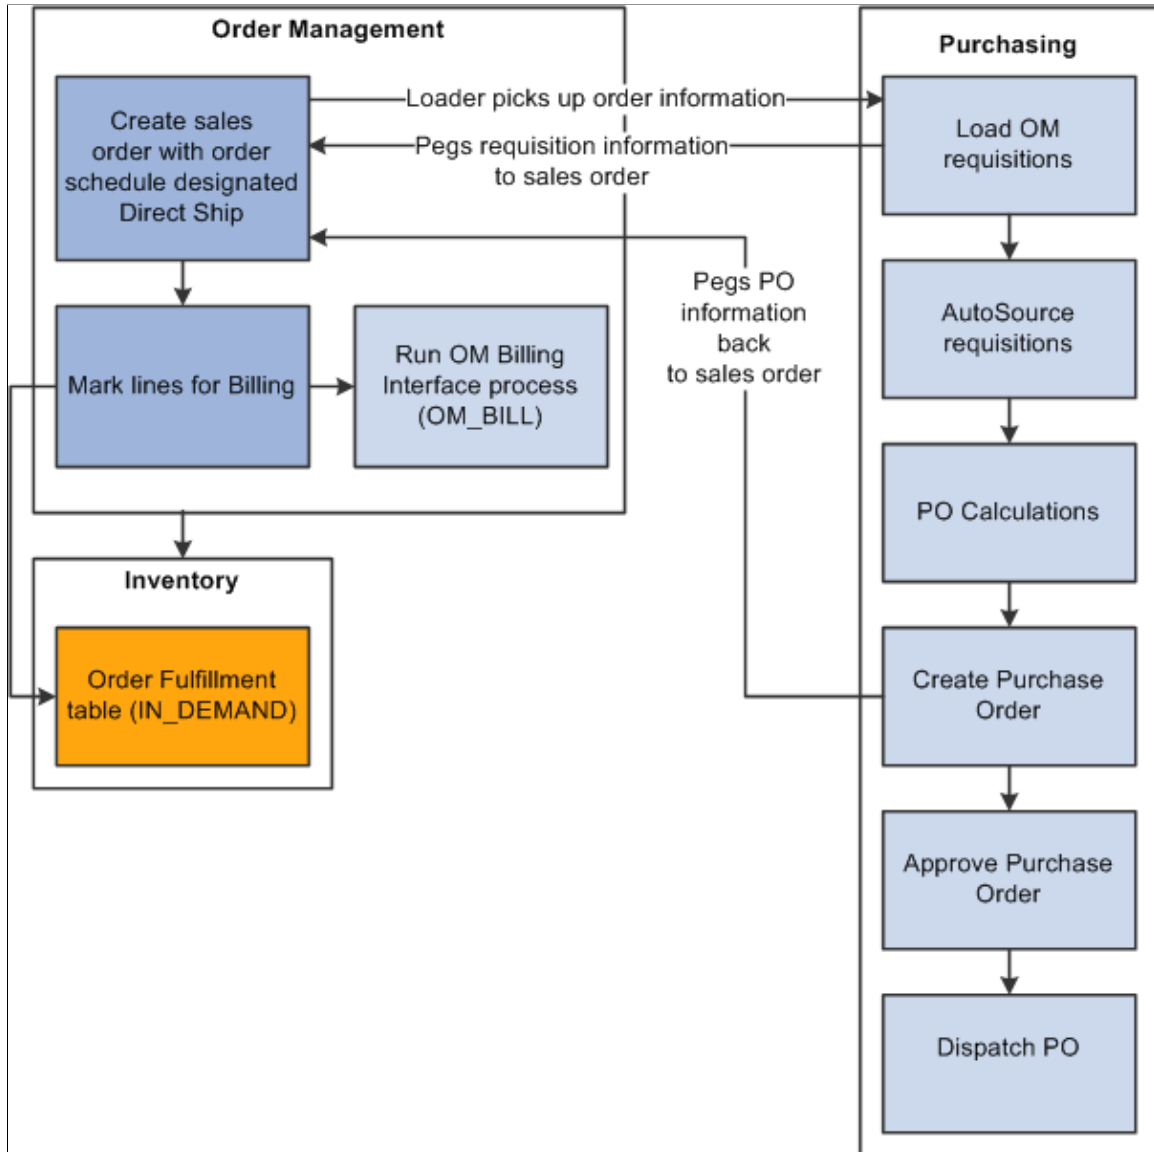 Order Management
Create sales
order with order
schedule designated
Direct Ship
Loader picks up order information
Pegs requisition information
to sales order
Mark lines for Billing
Run OM Billing
Interface process
(OM_BILL)
Pegs PO
information
back
to sales order
Inventory
Order Fulfillment
table (IN_DEMAND)
Purchasing
Load OM
requisitions
AutoSource
requisitions
PO Calculations
Create Purchase
Order
Approve Purchase
Order
Dispatch PO